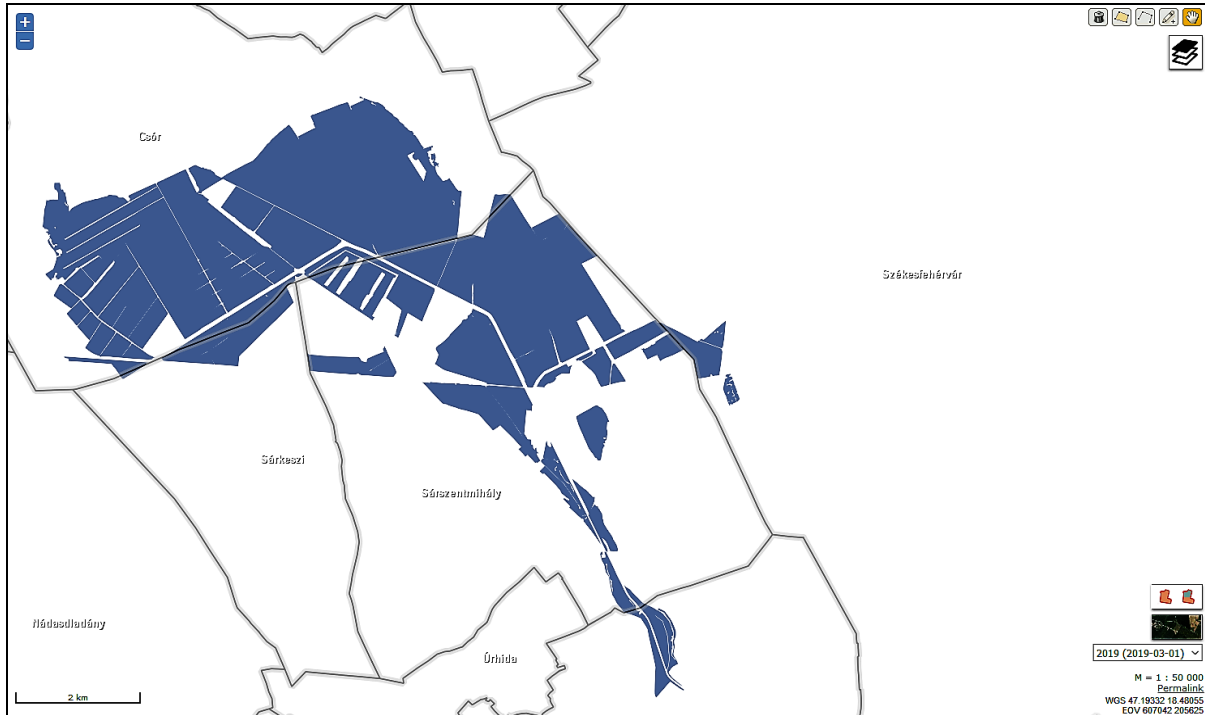 +
−
Csór
Székesfehérvár
Sárkeszi
Sárszentmihály
Nádasdladány
Úrhida
2 km
2019 (2019-03-01)
M = 1 : 50 000
Permalink
WGS 47.19332 18.48055
EOV 607042 205625